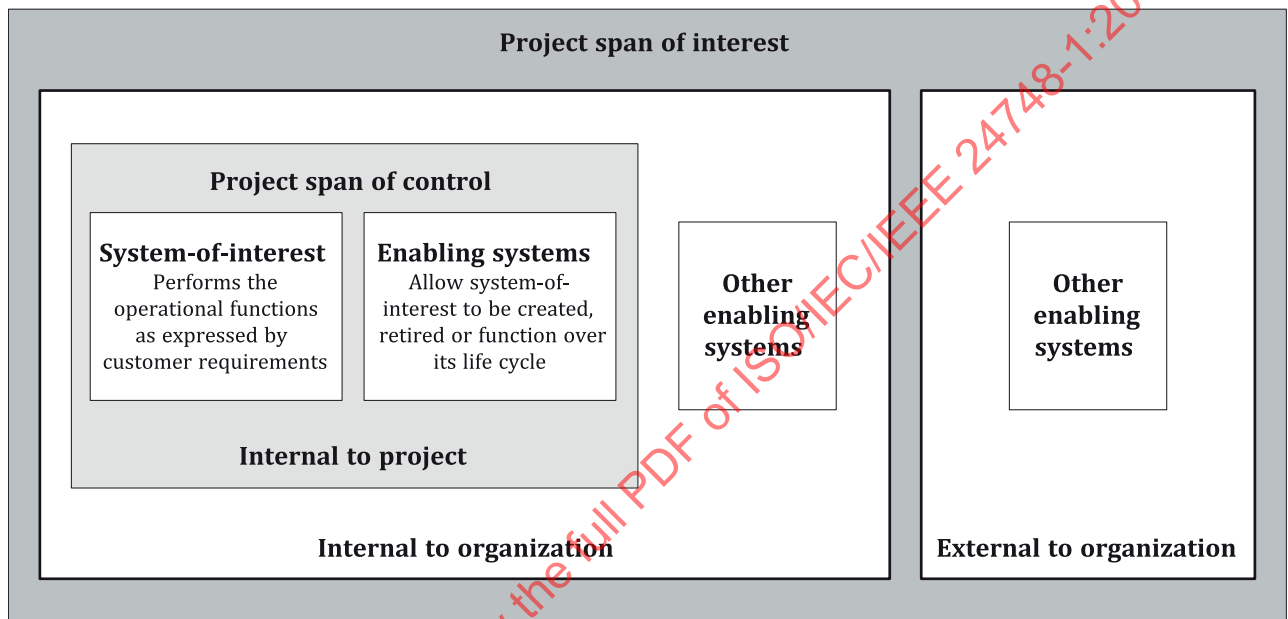 Project span of interest
Project span of control
System-of-interest
Performs the
operational functions
as expressed by
customer requirements
Enabling systems
Allow system-of-
interest to be created,
retired or function over
its life cycle
Internal to project
Other
enabling
systems
Internal to organization
Other
enabling
systems
External to organization
the full PDF of ISO/IEC/IEEE 24748-1:20